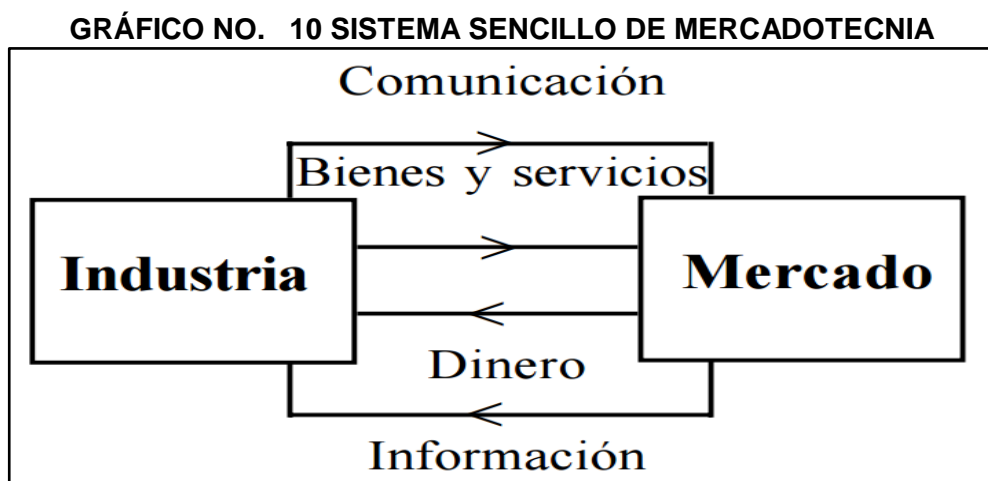 GRÁFICO NO. 10 SISTEMA SENCILLO DE MERCADOTECNIA
Comunicación
Bienes y servicios
Industria
Mercado
Dinero
Información